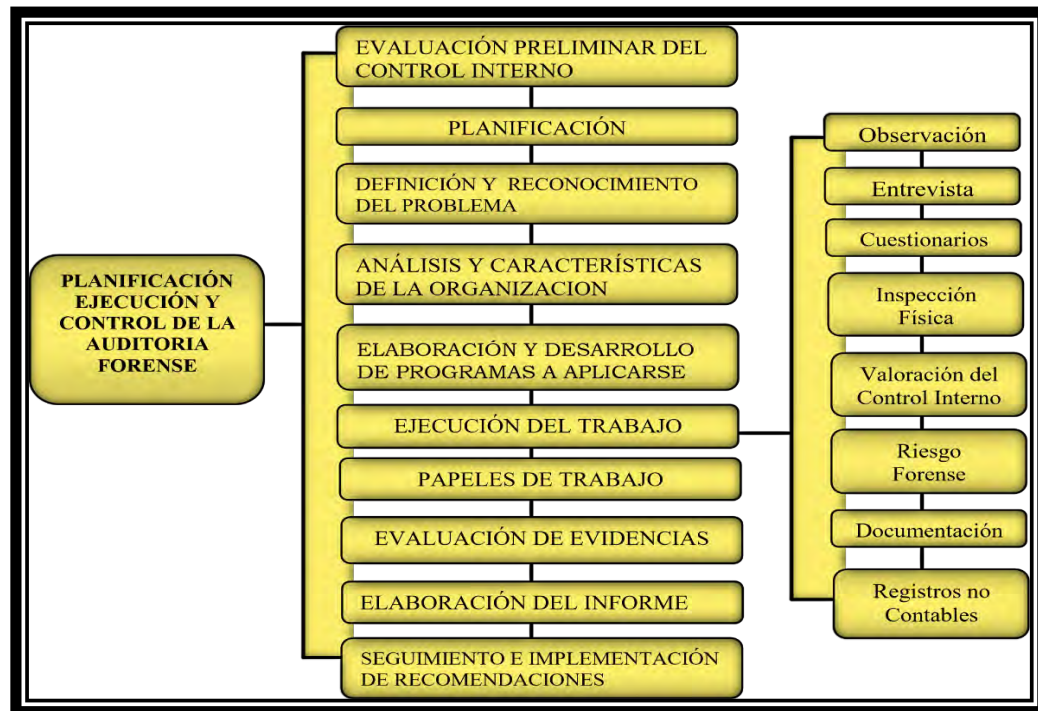 PLANIFICACIÓN
EJECUCIÓN Y
CONTROL DE LA
AUDITORIA
FORENSE
EVALUACIÓN PRELIMINAR DEL
CONTROL INTERNO
PLANIFICACIÓN
DEFINICIÓN Y RECONOCIMIENTO
DEL PROBLEMA
ANÁLISIS Y CARACTERÍSTICAS
DE LA ORGANIZACION
ELABORACIÓN Y DESARROLLO
DE PROGRAMAS A APLICARSE
EJECUCIÓN DEL TRABAJO
PAPELES DE TRABAJO
EVALUACIÓN DE EVIDENCIAS
ELABORACIÓN DEL INFORME
SEGUIMIENTO E IMPLEMENTACIÓN
DE RECOMENDACIONES
Observación
Entrevista
Cuestionarios
Inspección
Física
Valoración del
Control Interno
Riesgo
Forense
Documentación
Registros no
Contables